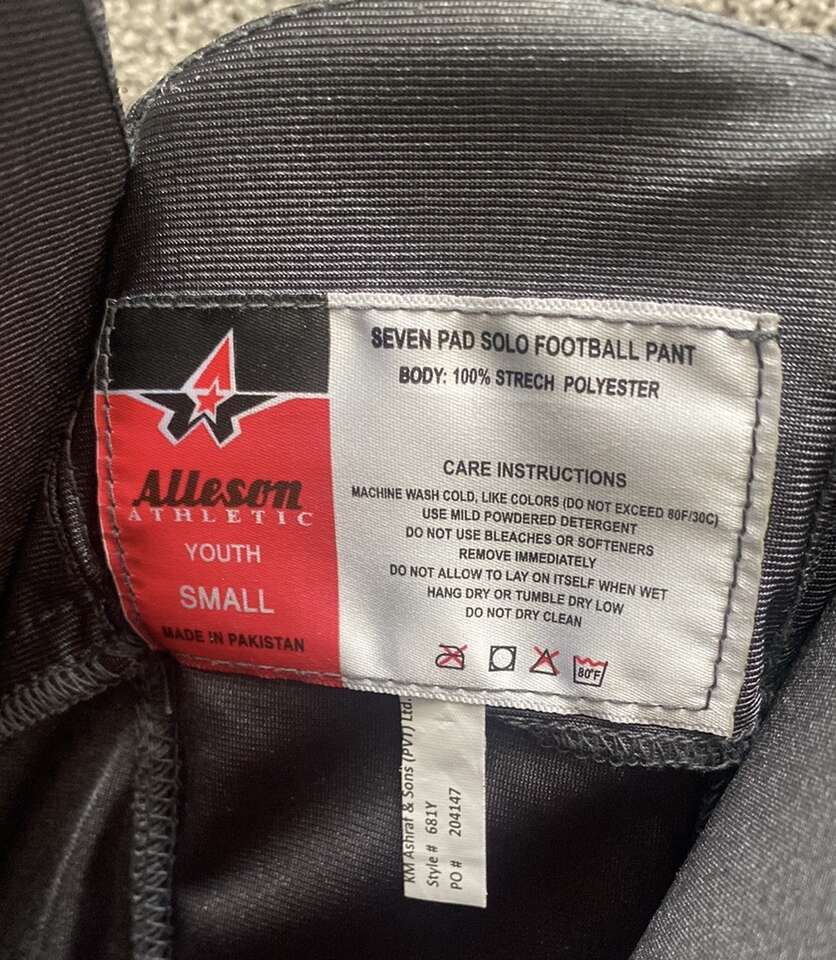 Alleson
ATHLETIC
YOUTH
SMALL
MADE IN PAKISTAN
SEVEN PAD SOLO FOOTBALL PANT
BODY: 100% STRECH POLYESTER
CARE INSTRUCTIONS
MACHINE WASH COLD, LIKE COLORS (DO NOT EXCEED 80F/30C)
USE MILD POWDERED DETERGENT
DO NOT USE BLEACHES OR SOFTENERS
REMOVE IMMEDIATELY
DO NOT ALLOW TO LAY ON ITSELF WHEN WET
HANG DRY OR TUMBLE DRY LOW
DO NOT DRY CLEAN
80°F
KM Ashraf & Sons (PVT) Ltd.
Style # 681Y
PO # 204147